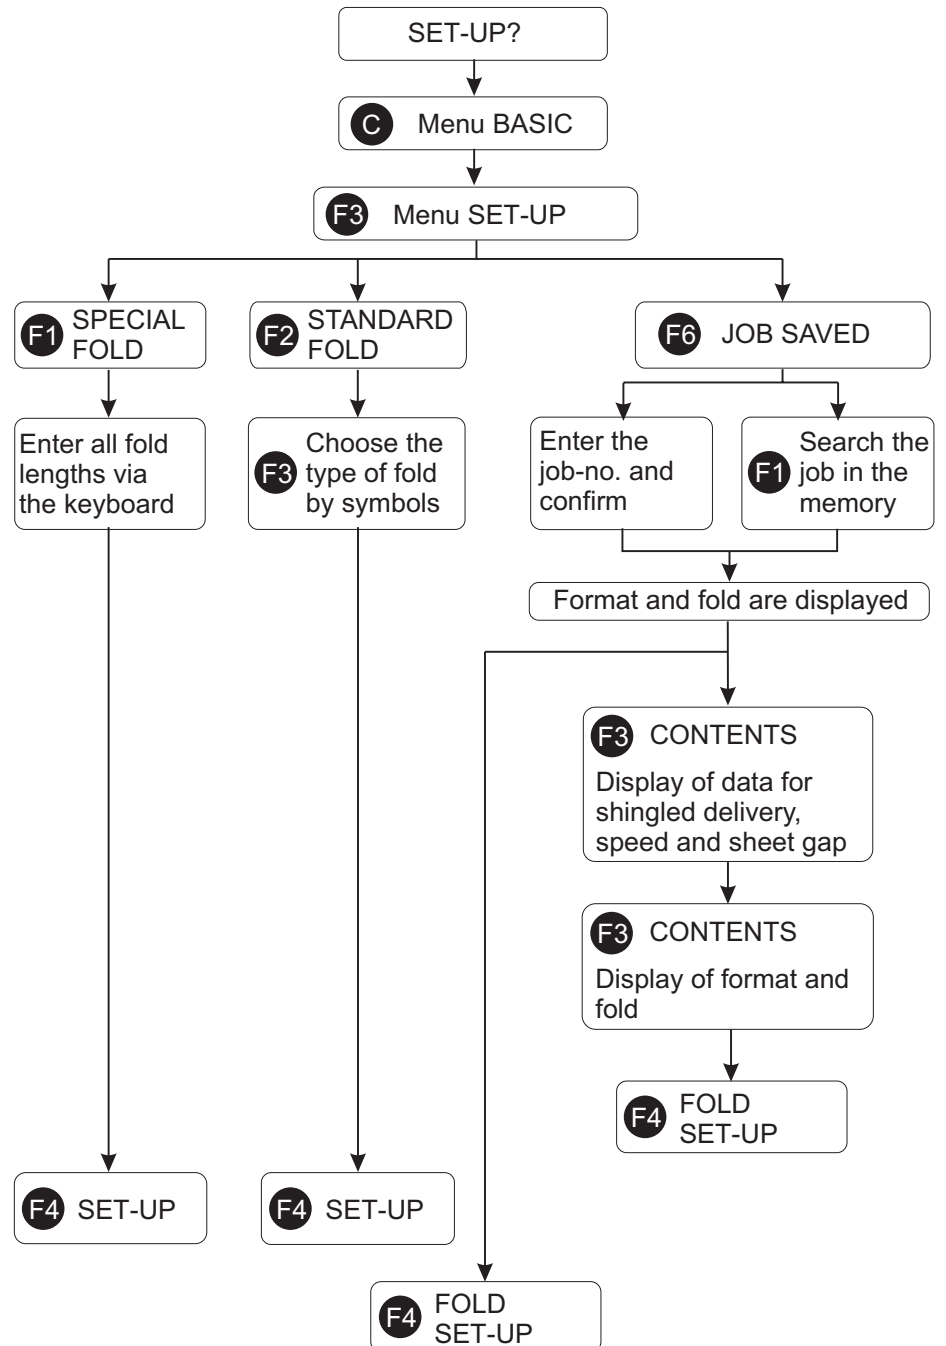 SET-UP?
C Menu BASIC
F3 Menu SET-UP
F1 SPECIAL
FOLD
F2 STANDARD
FOLD
F6 JOB SAVED
Enter all fold
lengths via
the keyboard
F3 Choose the
type of fold
by symbols
Enter the
job-no. and
confirm
F1 Search the
job in the
memory
Format and fold are displayed
F3 CONTENTS
Display of data for
shingled delivery,
speed and sheet gap
F3 CONTENTS
Display of format and
fold
F4 FOLD
SET-UP
F4 SET-UP
F4 SET-UP
F4 FOLD
SET-UP